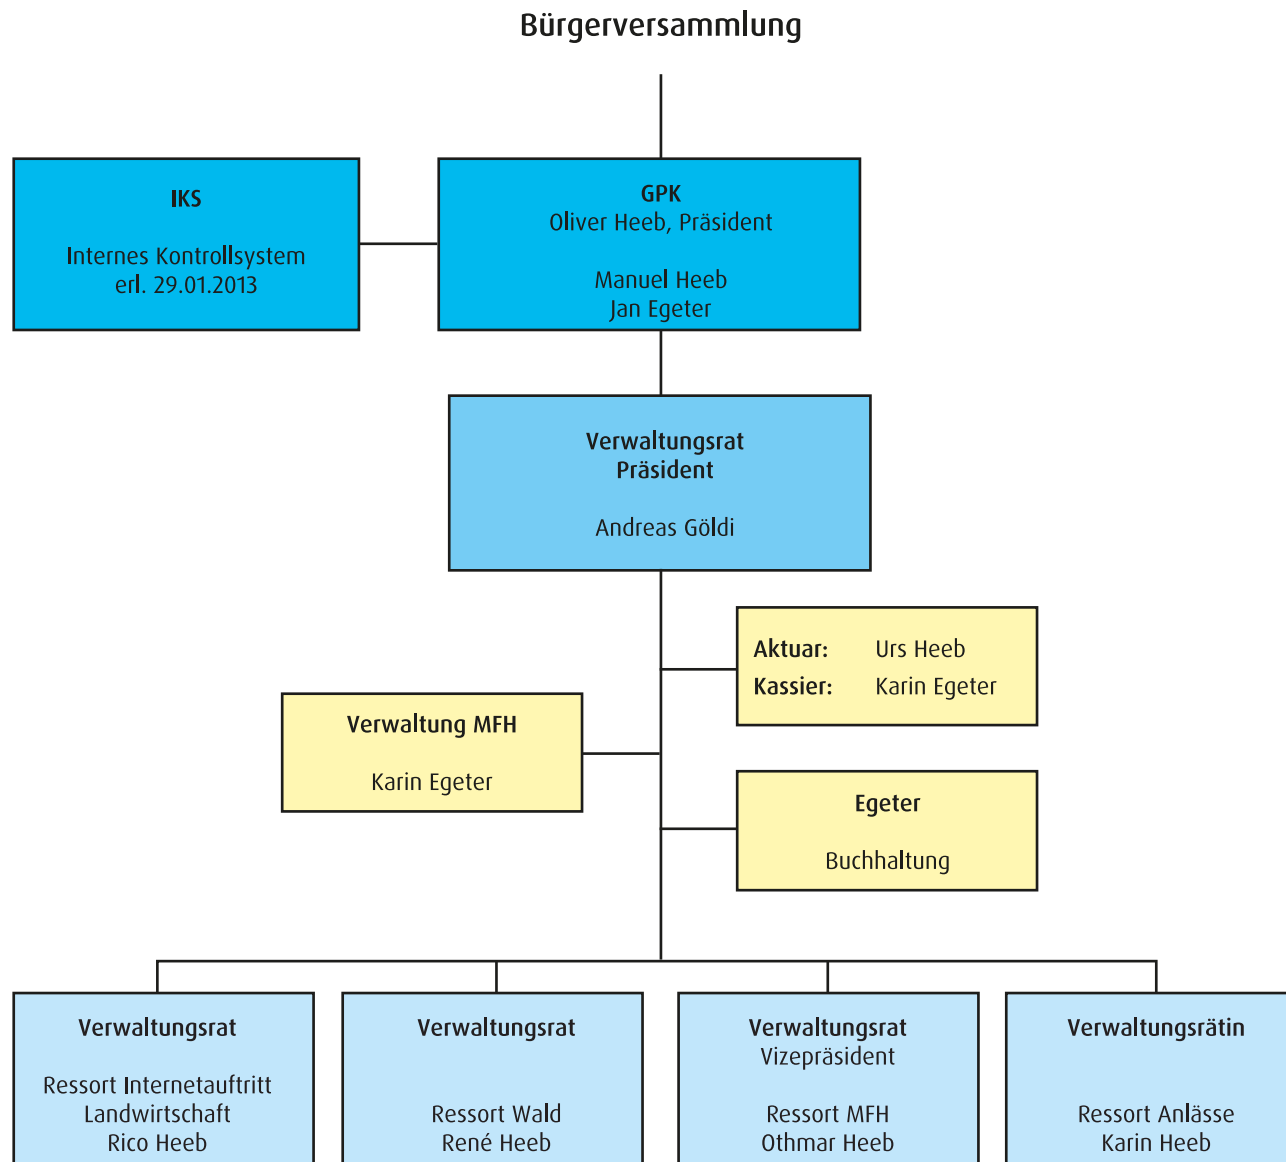 Bürgerversammlung
IKS
Internes Kontrollsystem
erl. 29.01.2013
GPK
Oliver Heeb, Präsident
Manuel Heeb
Jan Egeter
Verwaltungsrat
Präsident
Andreas Göldi
Aktuar: Urs Heeb
Kassier: Karin Egeter
Verwaltung MFH
Karin Egeter
Egeter
Buchhaltung
Verwaltungsrat
Ressort Internetauftritt
Landwirtschaft
Rico Heeb
Verwaltungsrat
Ressort Wald
René Heeb
Verwaltungsrat
Vizepräsident
Ressort MFH
Othmar Heeb
Verwaltungsrätin
Ressort Anlässe
Karin Heeb